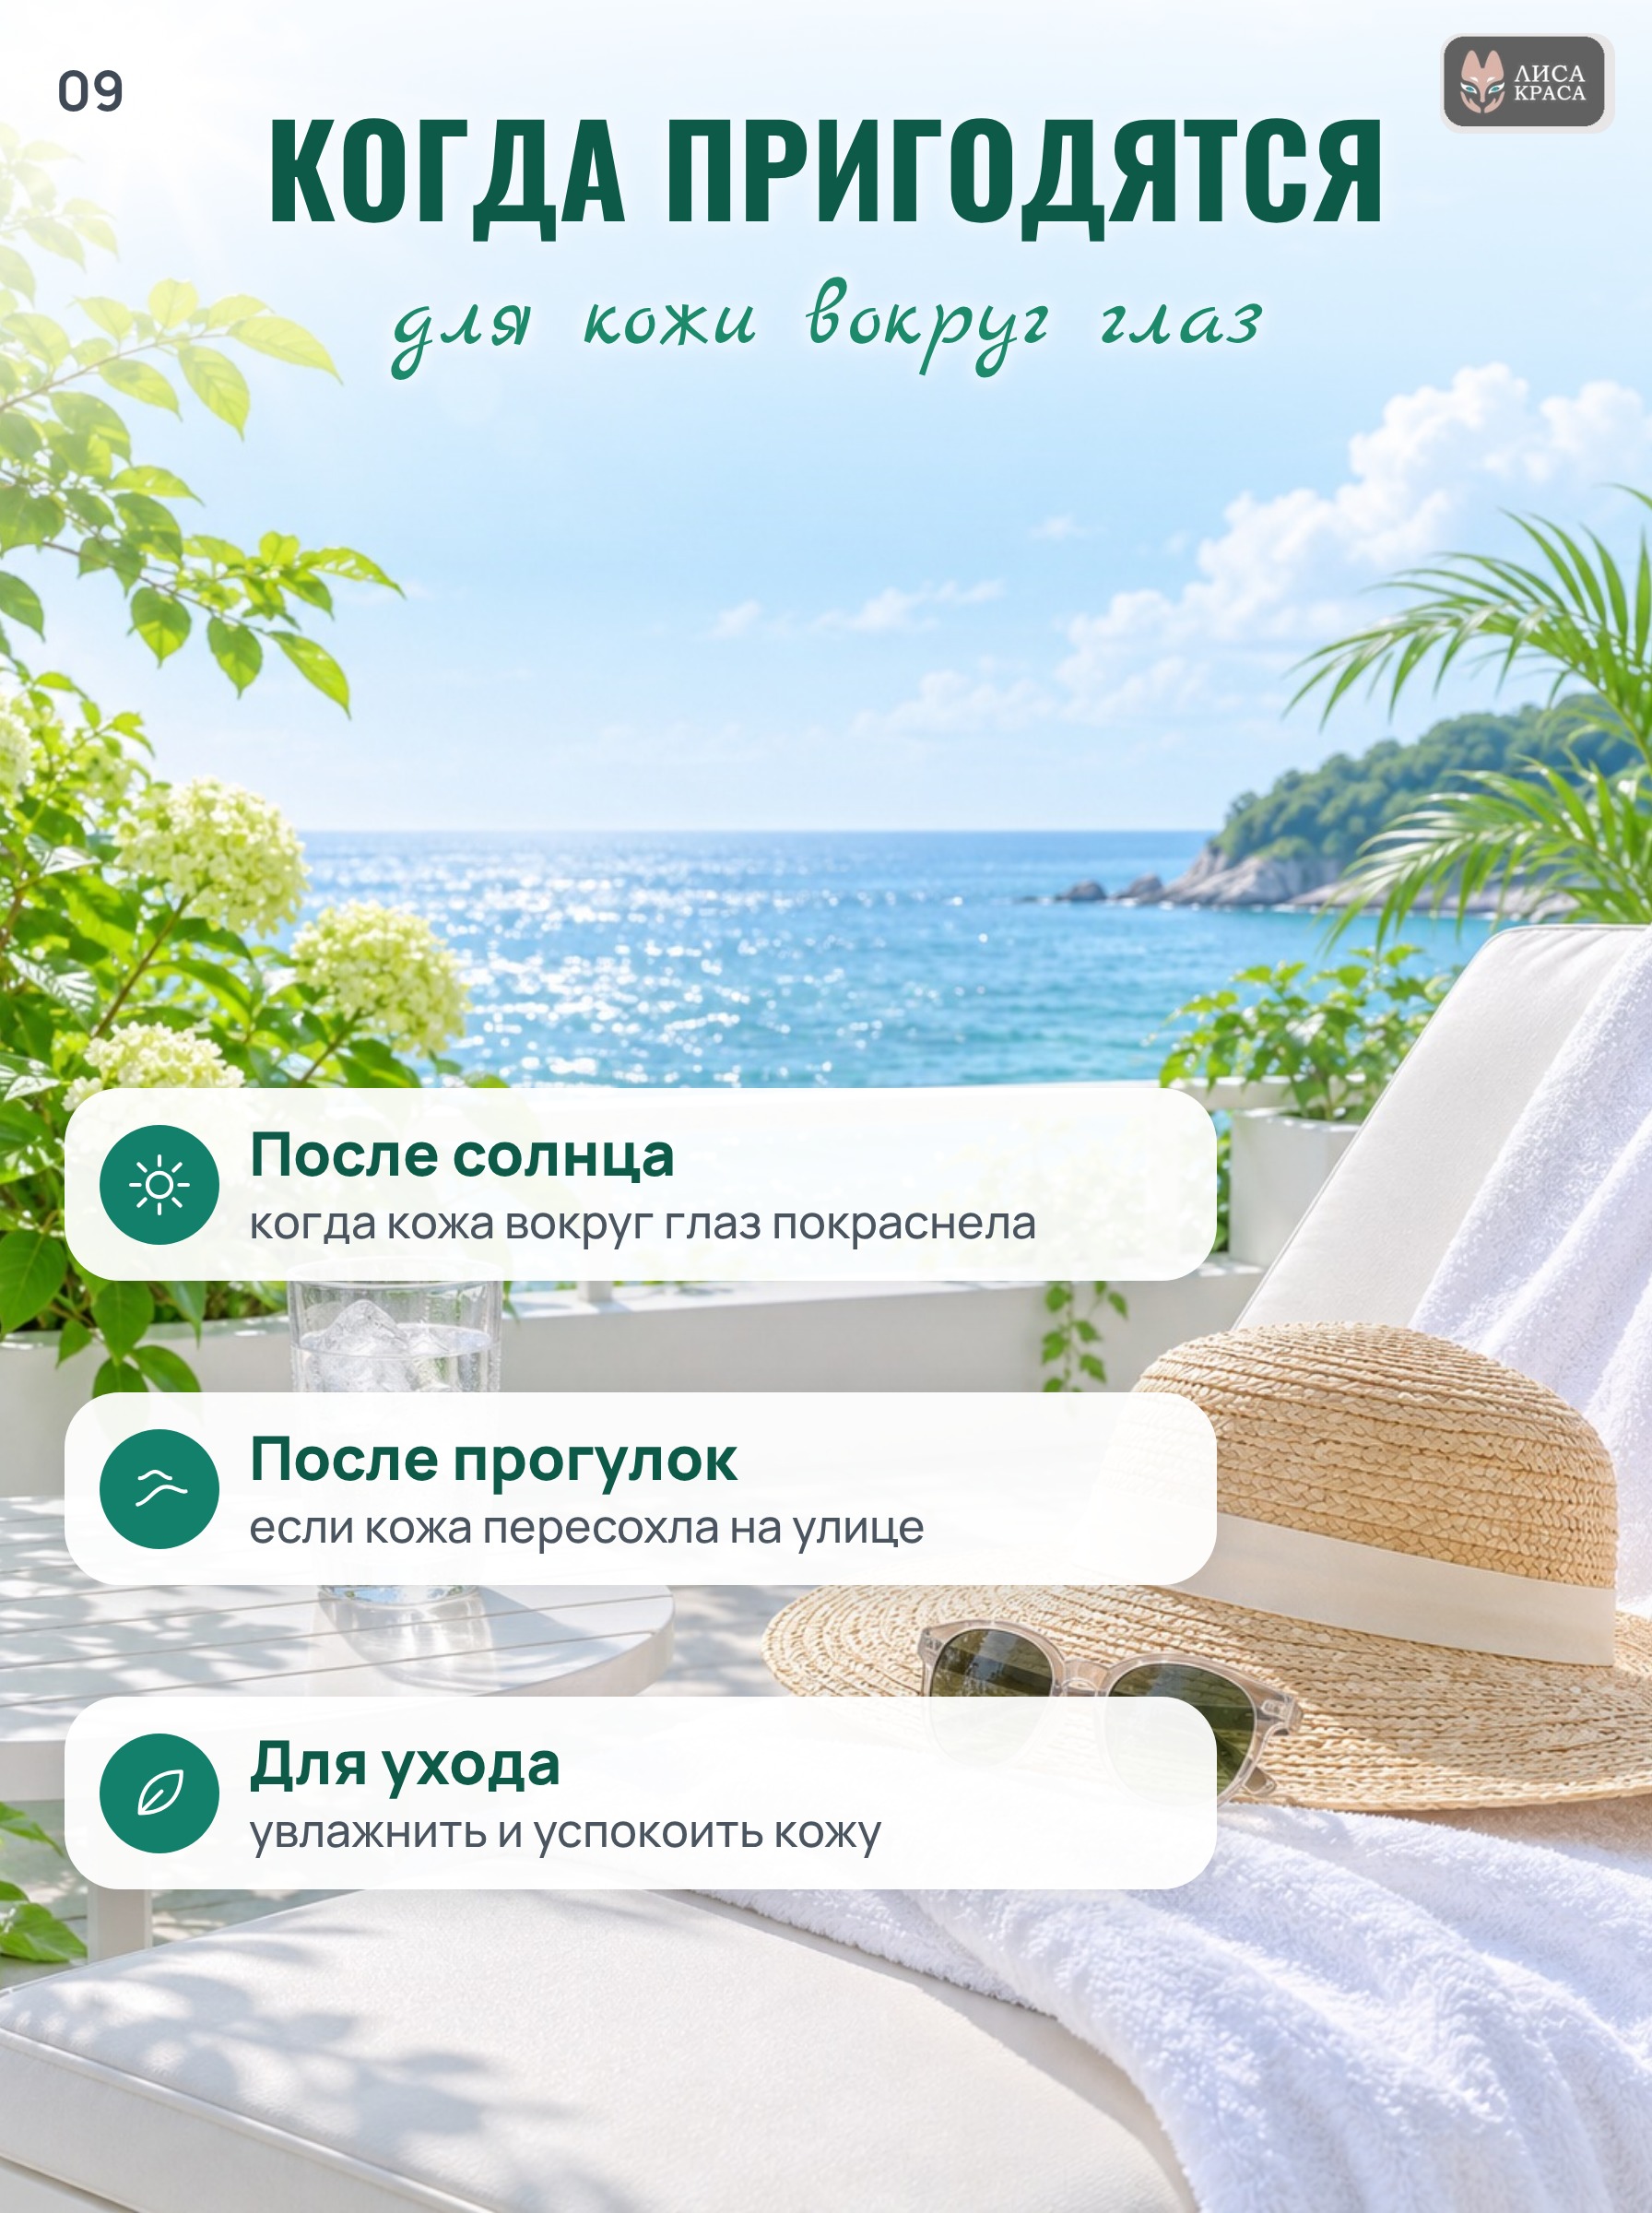 09
ЛИСА
КРАСА
КОГДА ПРИГОДЯТСЯ
для кожи вокруг глаз
После солнца
когда кожа вокруг глаз покраснела
После прогулок
если кожа пересохла на улице
Для ухода
увлажнить и успокоить кожу